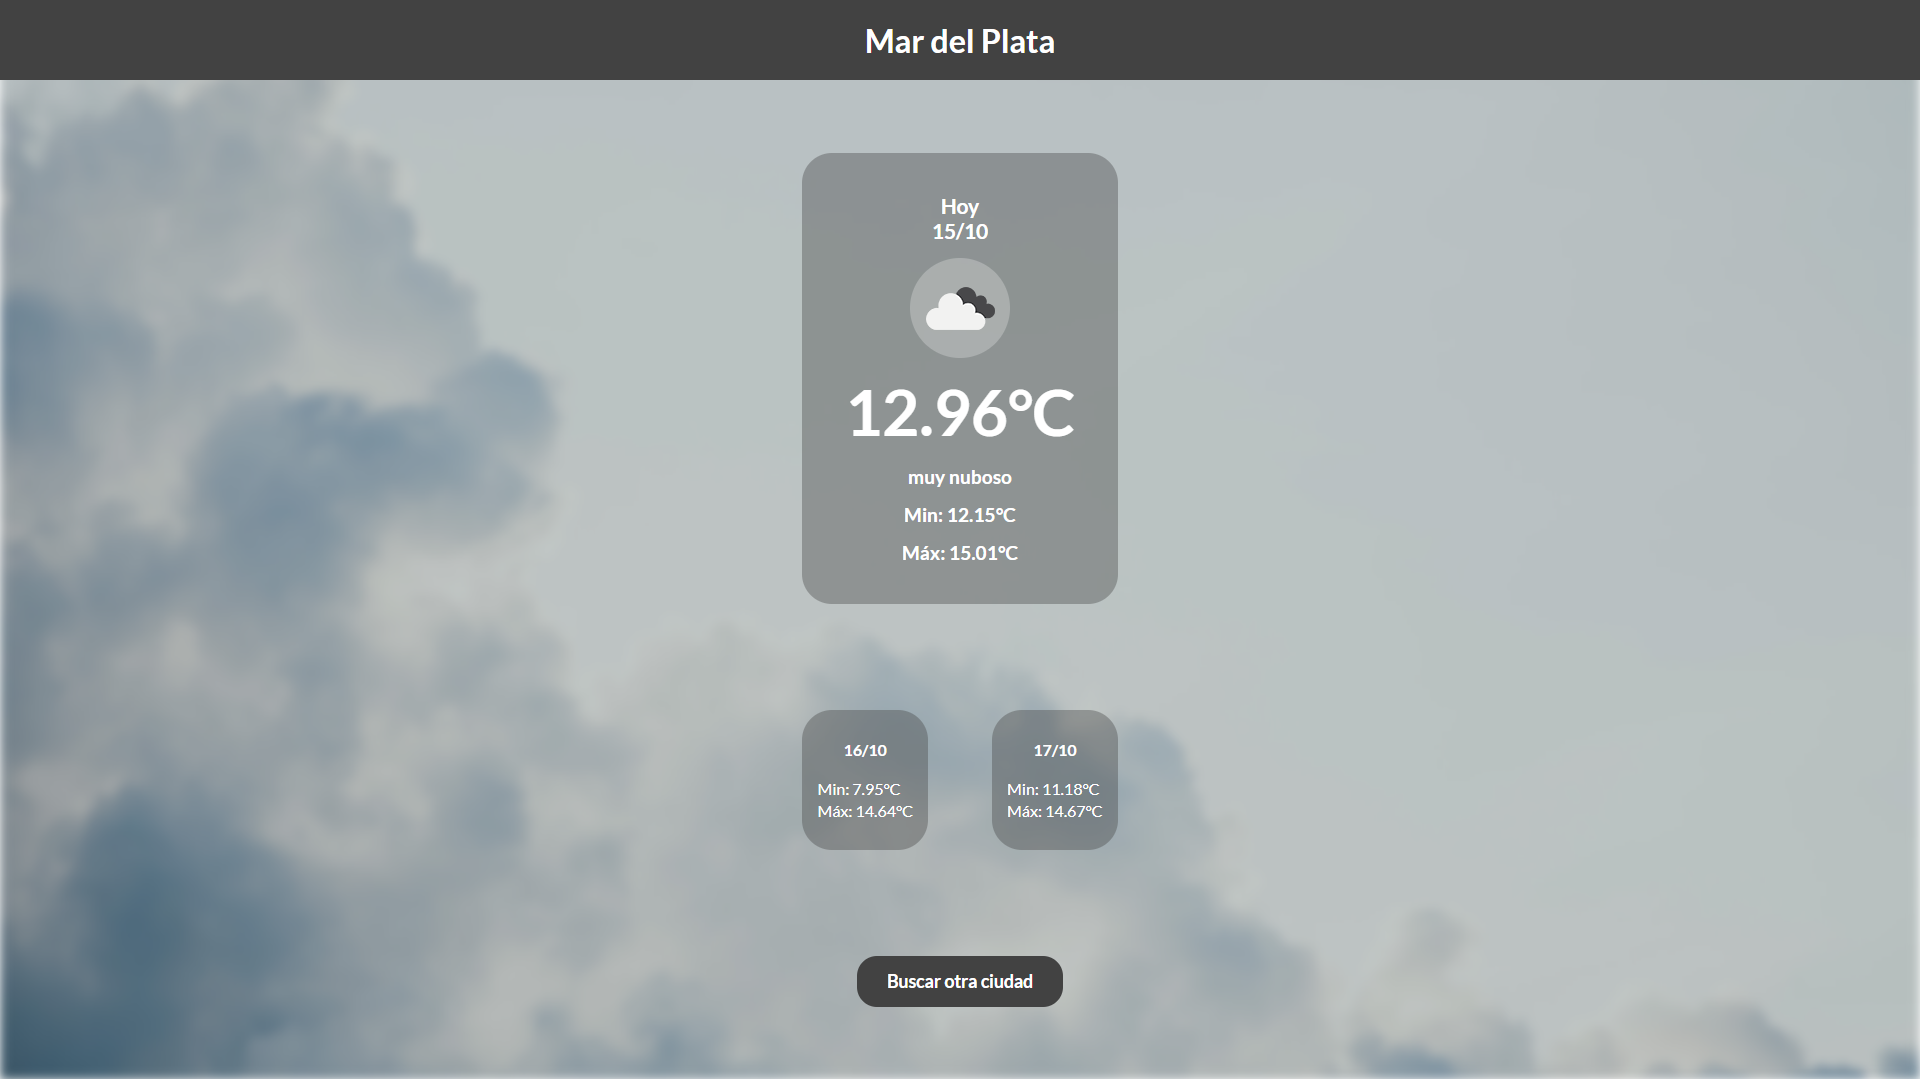 Mar del Plata
Hoy
15/10
12.96°C
muy nuboso
Min: 12.15°C
Máx: 15.01°C
16/10
Min: 7.95°C
Máx: 14.64°C
17/10
Min: 11.18°C
Máx: 14.67°C
Buscar otra ciudad